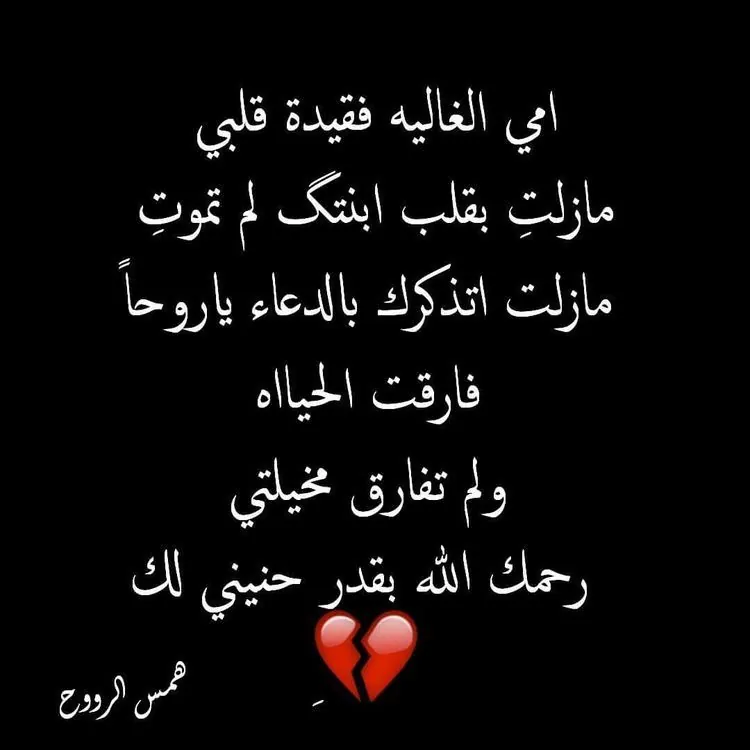 امي الغاليه فقيدة قلبي
مازلتِ بقلب ابنتگ لم تموتِ
مازلت اتذكرك بالدعاء ياروحاً
فارقت الحيااه
ولم تفارق مخيلتي
رحمك الله بقدر حنيني لك
همس الرووح